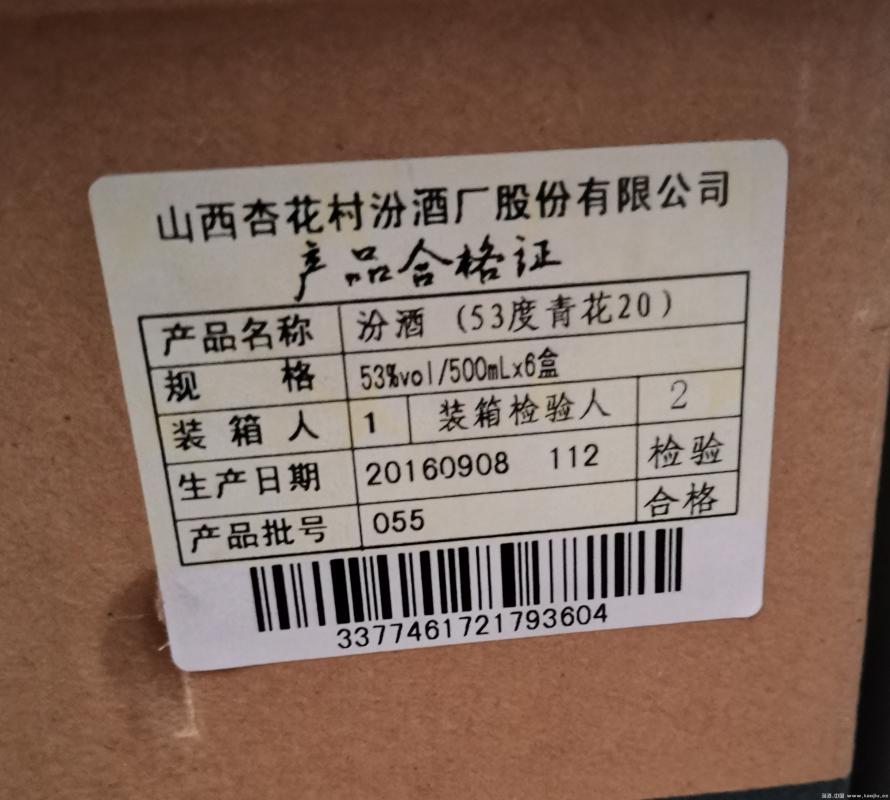 山西杏花村汾酒厂股份有限公司
产品合格证
产品名称 汾酒（53度青花20）
规 格 53%vol/500mLx6盒
装箱人 1 装箱检验人 2
生产日期 20160908 112 检验
产品批号 055 合格
3377461721793604